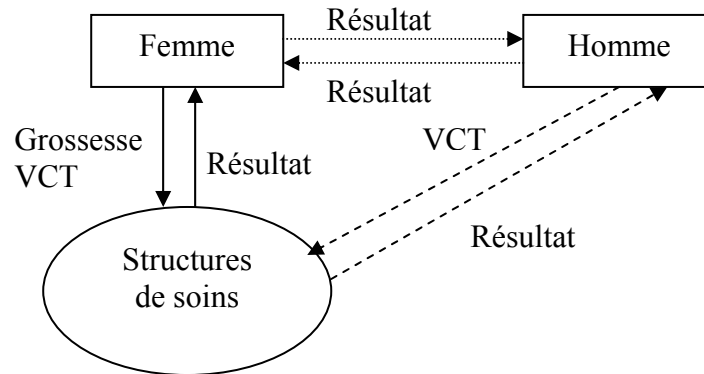 Résultat
Femme
Homme
Résultat
Grossesse
VCT
Résultat
VCT
Résultat
Structures
de soins